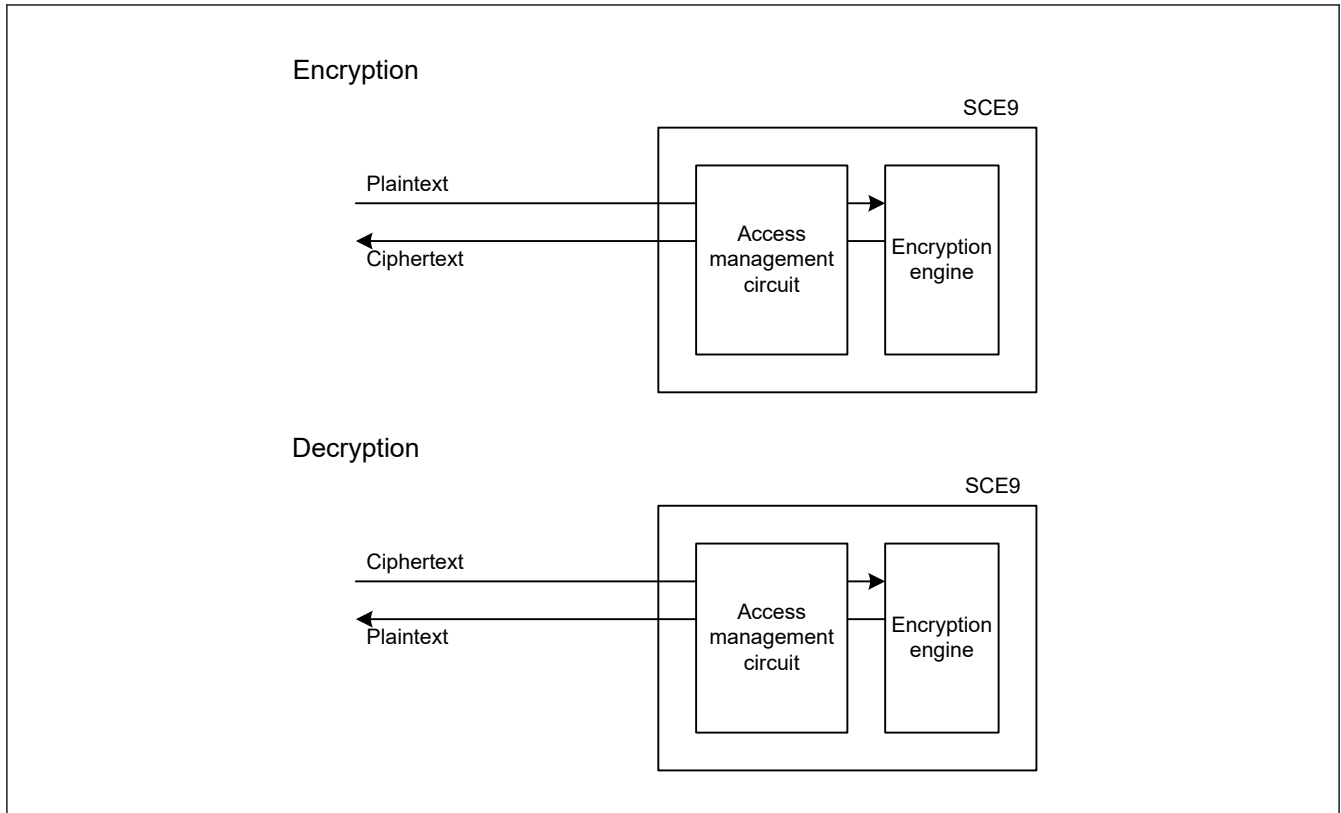 Encryption
SCE9
Plaintext
Ciphertext
Access
management
circuit
Encryption
engine
Decryption
SCE9
Ciphertext
Plaintext
Access
management
circuit
Encryption
engine